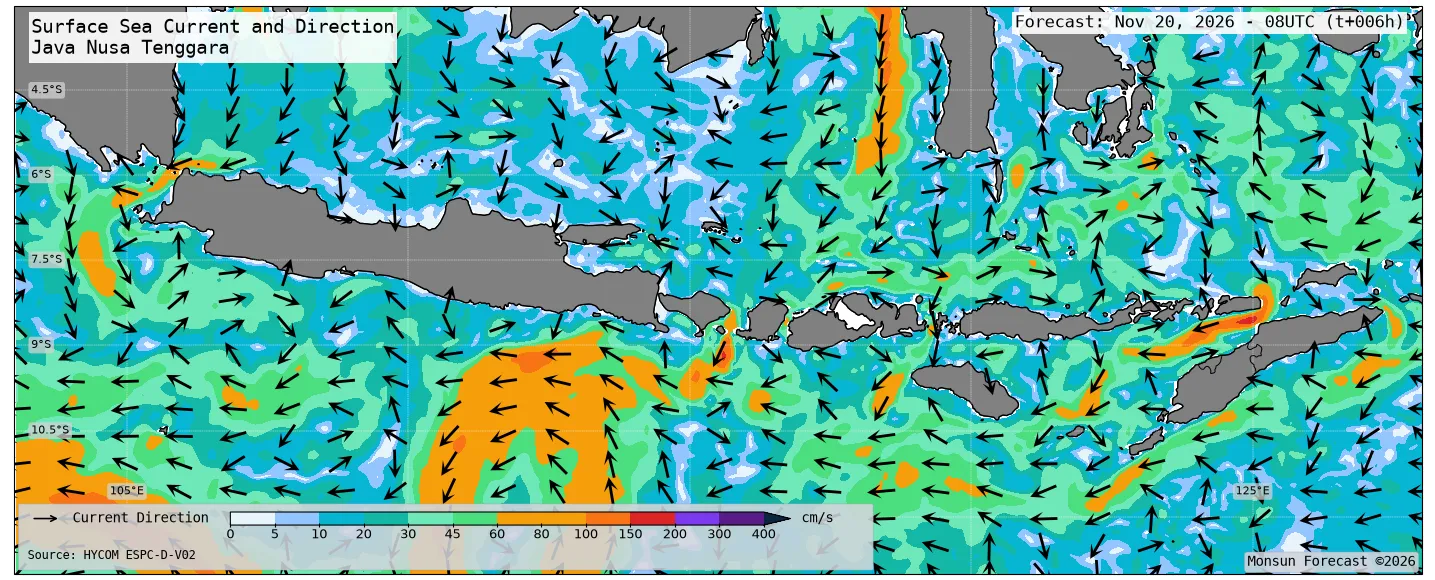 Surface Sea Current and Direction
Java Nusa Tenggara
Forecast: Nov 20, 2026 - 08UTC (t+006h)
4.5°S
6°S
7.5°S
9°S
10.5°S
105°E
125°E
Current Direction
0 5 10 20 30 45 60 80 100 150 200 300 400
cm/s
Source: HYCOM ESPC-D-V02
Monsun Forecast ©2026